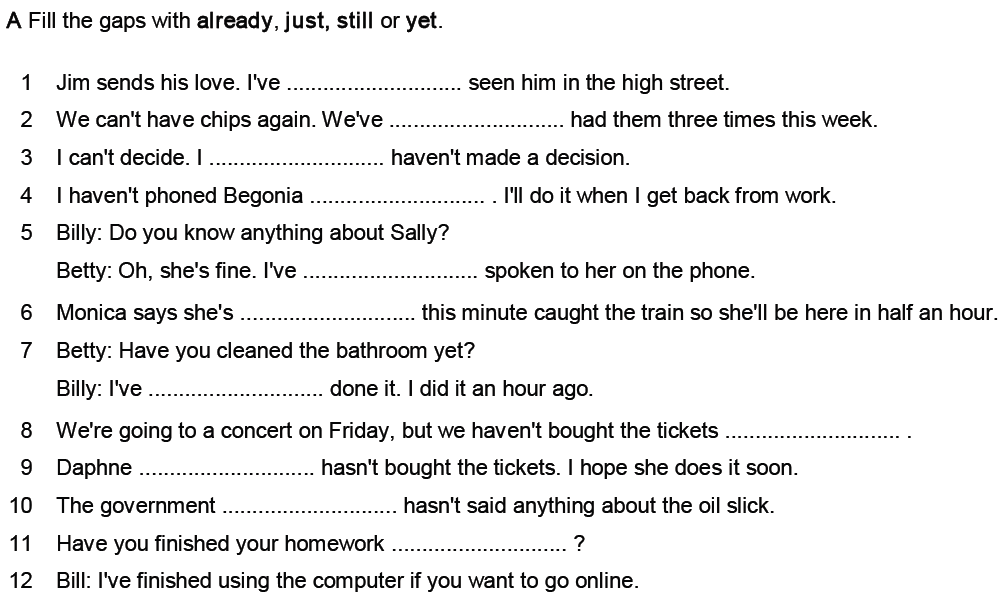 A Fill the gaps with already, just, still or yet.
1 Jim sends his love. I've ............................. seen him in the high street.
2 We can't have chips again. We've ............................. had them three times this week.
3 I can't decide. I ............................. haven't made a decision.
4 I haven't phoned Begonia ............................. . I'll do it when I get back from work.
5 Billy: Do you know anything about Sally?
Betty: Oh, she's fine. I've ............................. spoken to her on the phone.
6 Monica says she's ............................. this minute caught the train so she'll be here in half an hour.
7 Betty: Have you cleaned the bathroom yet?
Billy: I've ............................. done it. I did it an hour ago.
8 We're going to a concert on Friday, but we haven't bought the tickets ............................. .
9 Daphne ............................. hasn't bought the tickets. I hope she does it soon.
10 The government ............................. hasn't said anything about the oil slick.
11 Have you finished your homework ............................. ?
12 Bill: I've finished using the computer if you want to go online.